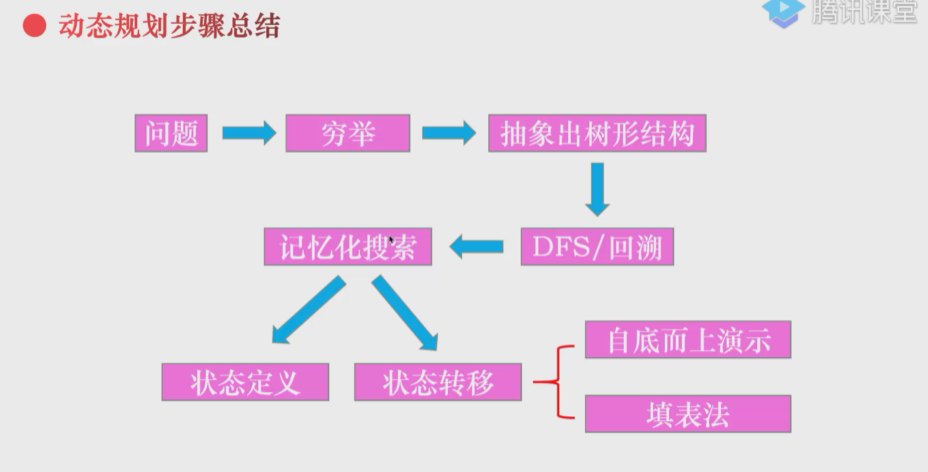 动态规划步骤总结
腾讯课堂
问题
穷举
抽象出树形结构
记忆化搜索
DFS/回溯
自底而上演示
状态定义
状态转移
填表法